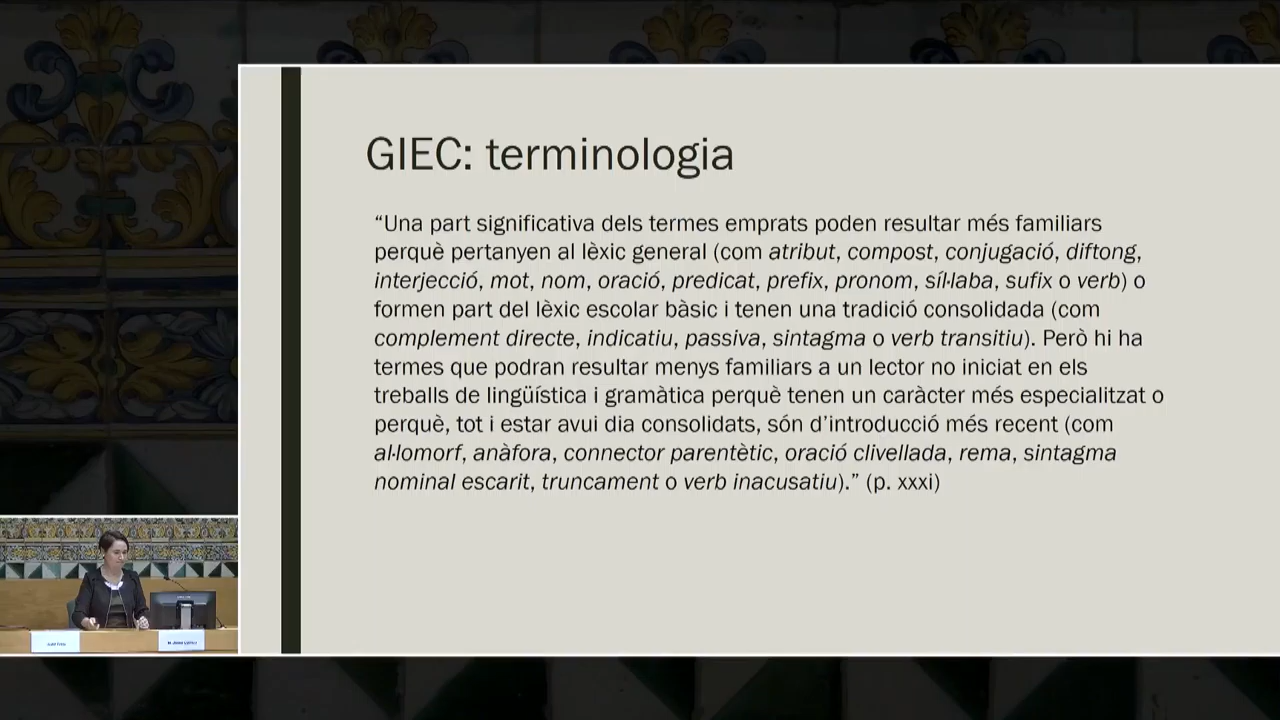 GIEC: terminologia
“Una part significativa dels termes emprats poden resultar més familiars
perquè pertanyen al lèxic general (com atribut, compost, conjugació, diftong,
interjecció, mot, nom, oració, predicat, prefix, pronom, síl·laba, sufix o verb) o
formen part del lèxic escolar bàsic i tenen una tradició consolidada (com
complement directe, indicatiu, passiva, sintagma o verb transitiu). Però hi ha
termes que podran resultar menys familiars a un lector no iniciat en els
treballs de lingüística i gramàtica perquè tenen un caràcter més especialitzat o
perquè, tot i estar avui dia consolidats, són d’introducció més recent (com
al·lomorf, anàfora, connector parentètic, oració clivellada, rema, sintagma
nominal escarit, truncament o verb inacusatiu).” (p. xxxi)